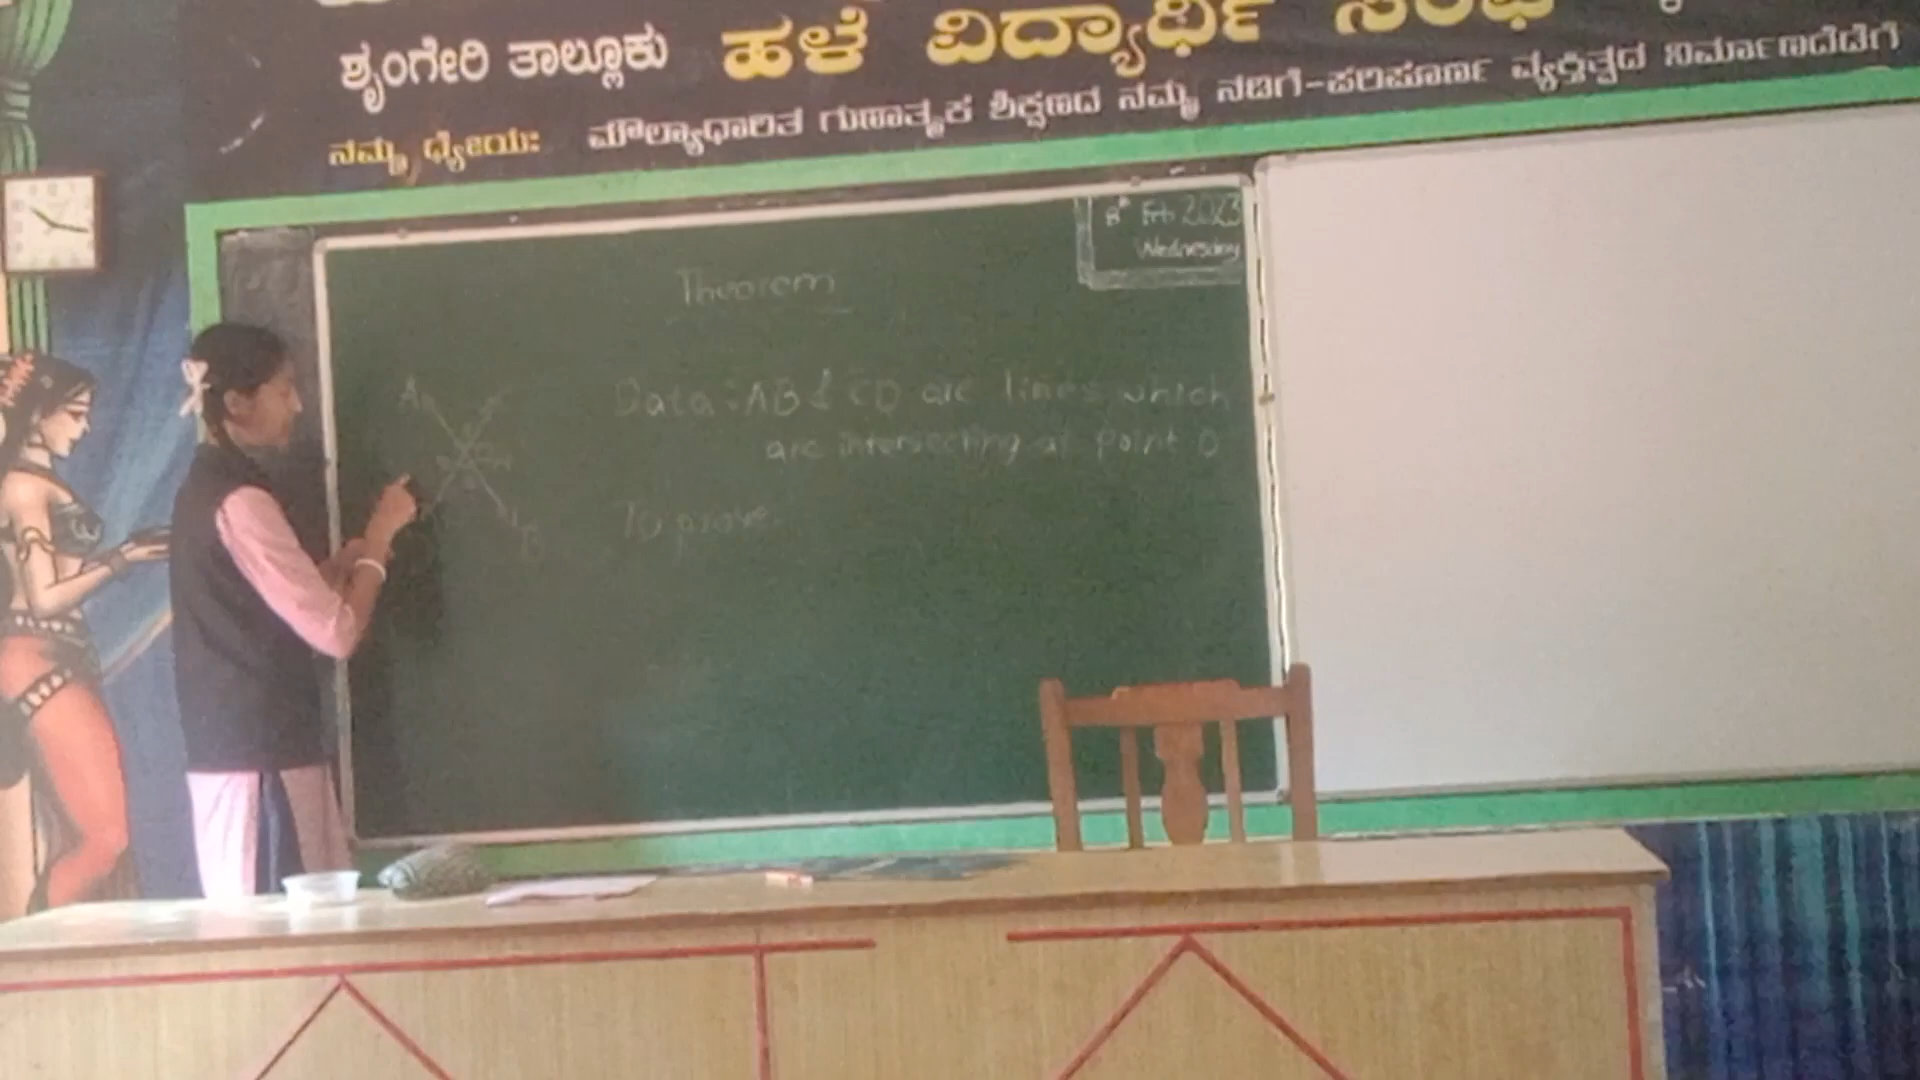 ಶೃಂಗೇರಿ ತಾಲ್ಲೂಕು ಹಳೆ ವಿದ್ಯಾರ್ಥಿ ಸಂಘ
ನಮ್ಮ ಧ್ಯೇಯ: ಮೌಲ್ಯಾಧಾರಿತ ಗುಣಾತ್ಮಕ ಶಿಕ್ಷಣದ ನಮ್ಮ ನಡಿಗೆ-ಪರಿಪೂರ್ಣ ವ್ಯಕ್ತಿತ್ವದ ನಿರ್ಮಾಣದೆಡೆಗೆ
8th Feb 2023
Wednesday
Theorem
A
B
Data: AB & CD are lines which
are intersecting at point O
To prove: